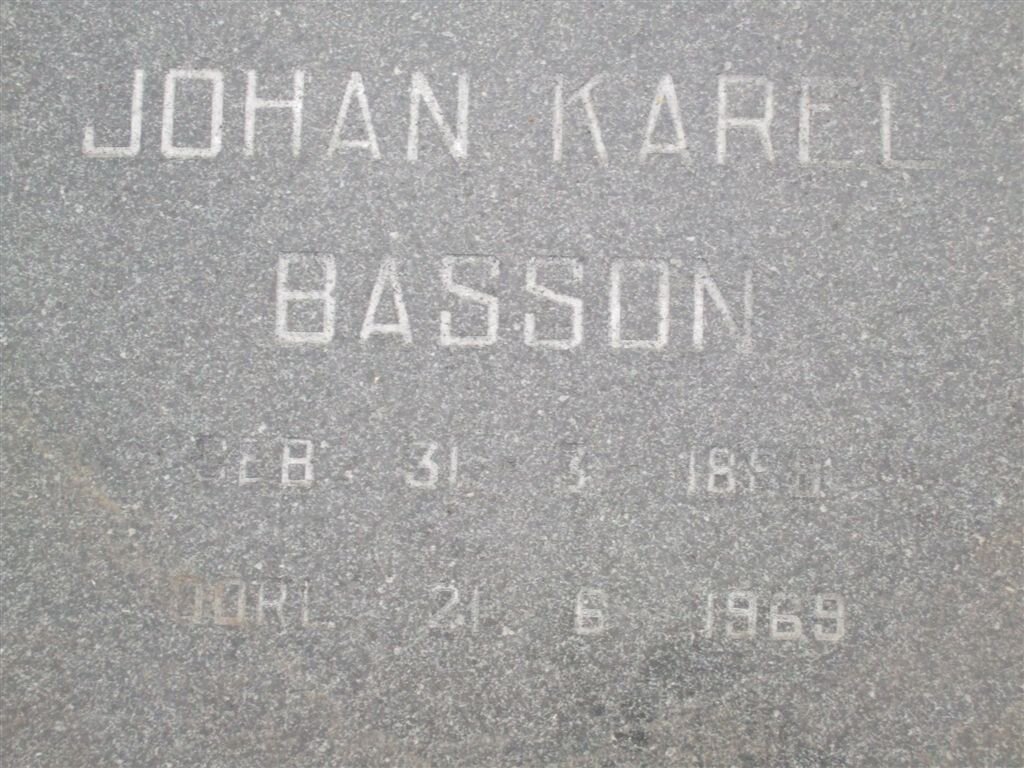 JOHAN KAREL
BASSON
GEB 31 3
OORL 21. 6 1969